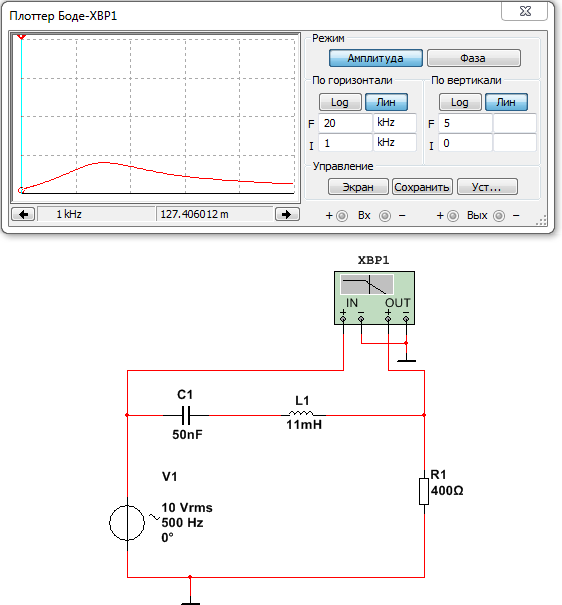 Плоттер Боде-XBP1
Режим
Амплитуда Фаза
По горизонтали По вертикали
Log Лин Log Лин
F 20 kHz F 5
I 1 kHz I 0
Управление
Экран Сохранить Уст...
1 kHz 127.406012 m + Вх − + Вых −
XBP1
IN OUT
+ − + −
C1
50nF
L1
11mH
R1
400Ω
V1
10 Vrms
500 Hz
0°